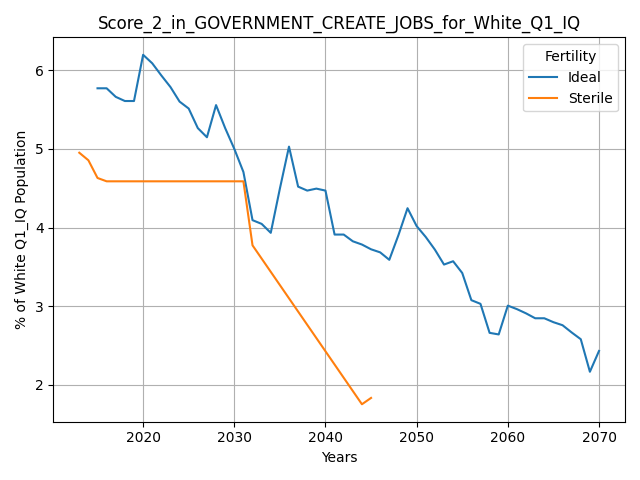 Score_2_in_GOVERNMENT_CREATE_JOBS_for_White_Q1_IQ
% of White Q1_IQ Population
6
5
4
3
2
Fertility
Ideal
Sterile
2020 2030 2040 2050 2060 2070
Years